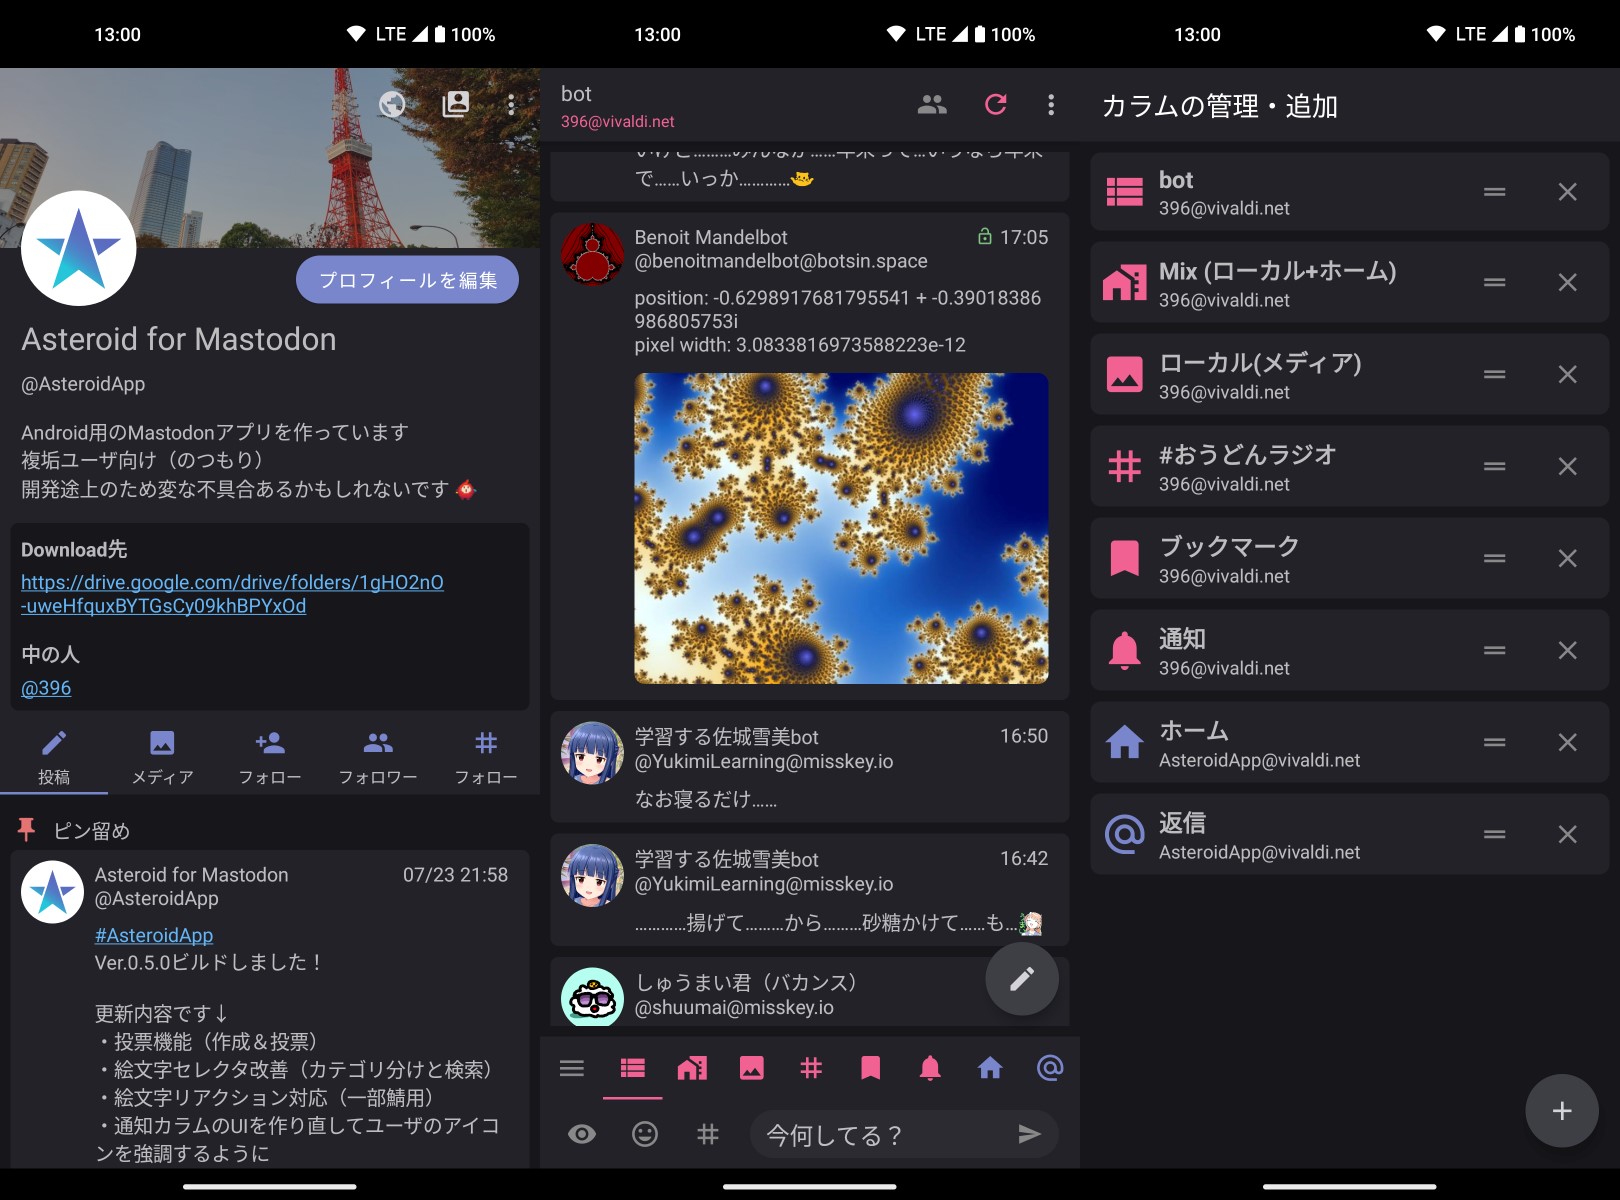 13:00
LTE 100%
プロフィールを編集
Asteroid for Mastodon
@AsteroidApp
Android用のMastodonアプリを作っています
複垢ユーザ向け（のつもり）
開発途上のため変な不具合あるかもしれないです
Download先
https://drive.google.com/drive/folders/1gHO2nO
-uweHfquxBYTGsCy09khBPYxOd
中の人
@396
投稿
メディア
フォロー
フォロワー
フォロー
ピン留め
Asteroid for Mastodon 07/23 21:58
@AsteroidApp
#AsteroidApp
Ver.0.5.0ビルドしました！
更新内容です↓
・投票機能（作成＆投票）
・絵文字セレクタ改善（カテゴリ分けと検索）
・絵文字リアクション対応（一部鯖用）
・通知カラムのUIを作り直してユーザのアイコ
ンを強調するように
13:00
LTE 100%
bot
396@vivaldi.net
で……いっか…………
Benoit Mandelbot 17:05
@benoitmandelbot@botsin.space
position: -0.6298917681795541 + -0.39018386
986805753i
pixel width: 3.0833816973588223e-12
学習する佐城雪美bot 16:50
@YukimiLearning@misskey.io
なお寝るだけ……
学習する佐城雪美bot 16:42
@YukimiLearning@misskey.io
…………揚げて………から………砂糖かけて……も…
しゅうまい君（バカンス）
@shuumai@misskey.io
今何してる？
13:00
LTE 100%
カラムの管理・追加
bot
396@vivaldi.net
Mix (ローカル+ホーム)
396@vivaldi.net
ローカル(メディア)
396@vivaldi.net
#おうどんラジオ
396@vivaldi.net
ブックマーク
396@vivaldi.net
通知
396@vivaldi.net
ホーム
AsteroidApp@vivaldi.net
返信
AsteroidApp@vivaldi.net